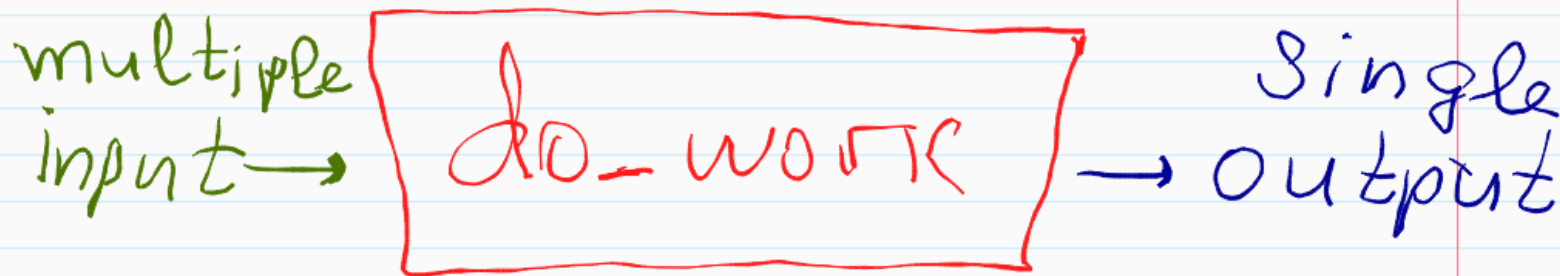 multiple
input →
do_work
→ single
output